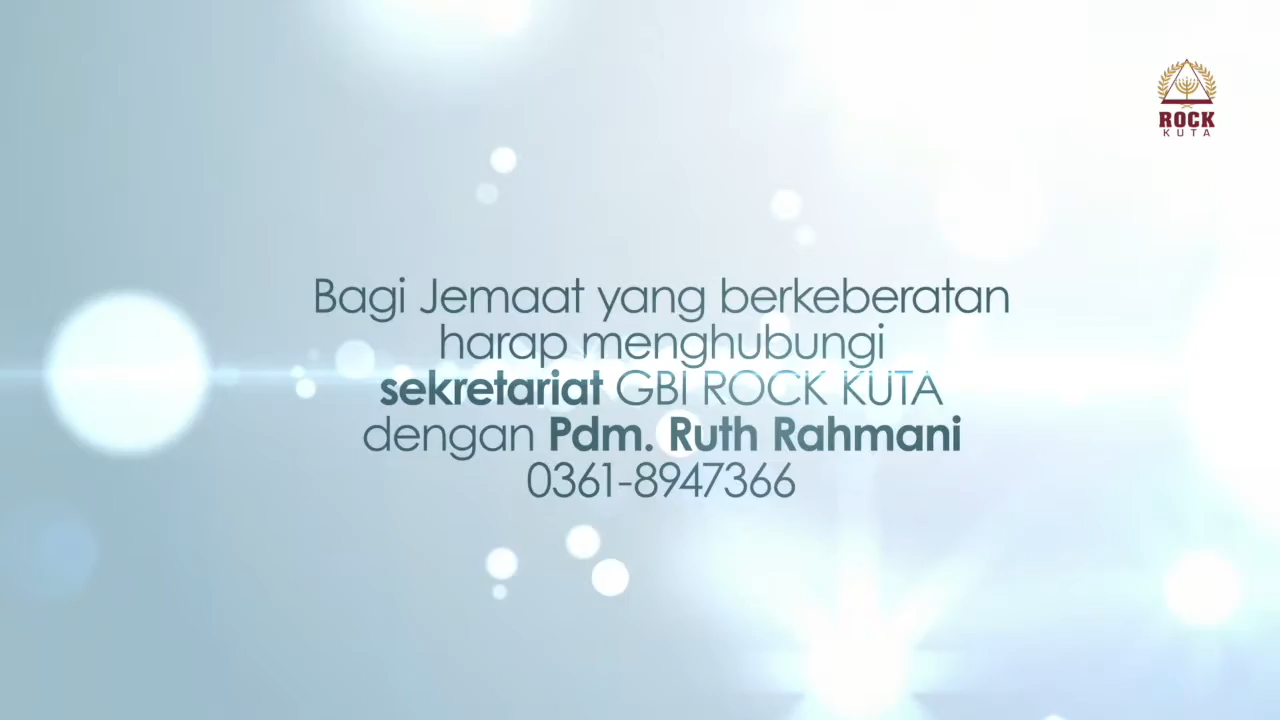 ROCK
KUTA
Bagi Jemaat yang berkeberatan
harap menghubungi
sekretariat GBI ROCK KUTA
dengan Pdm. Ruth Rahmani
0361-8947366